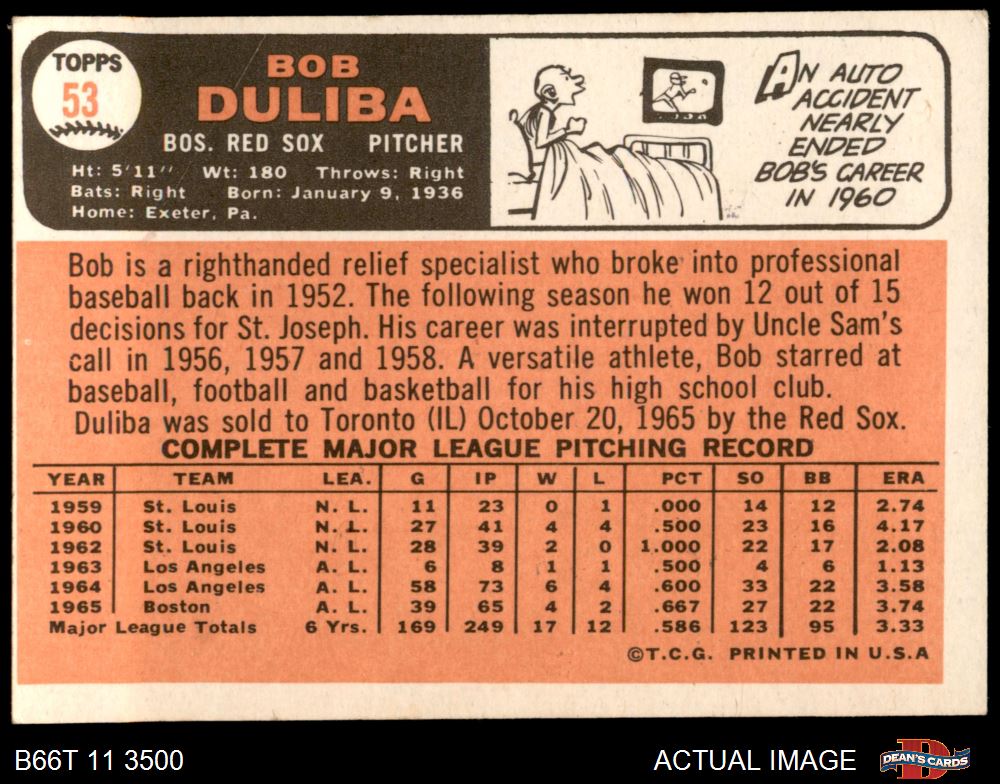 TOPPS
53
BOB
DULIBA
BOS. RED SOX PITCHER
Ht: 5'11" Wt: 180 Throws: Right
Bats: Right Born: January 9, 1936
Home: Exeter, Pa.
AN AUTO
ACCIDENT
NEARLY
ENDED
BOB'S CAREER
IN 1960
Bob is a righthanded relief specialist who broke into professional
baseball back in 1952. The following season he won 12 out of 15
decisions for St. Joseph. His career was interrupted by Uncle Sam's
call in 1956, 1957 and 1958. A versatile athlete, Bob starred at
baseball, football and basketball for his high school club.
Duliba was sold to Toronto (IL) October 20, 1965 by the Red Sox.
COMPLETE MAJOR LEAGUE PITCHING RECORD
YEAR TEAM LEA. G IP W L PCT SO BB ERA
1959 St. Louis N. L. 11 23 0 1 .000 14 12 2.74
1960 St. Louis N. L. 27 41 4 4 .500 23 16 4.17
1962 St. Louis N. L. 28 39 2 0 1.000 22 17 2.08
1963 Los Angeles A. L. 6 8 1 1 .500 4 6 1.13
1964 Los Angeles A. L. 58 73 6 4 .600 33 22 3.58
1965 Boston A. L. 39 65 4 2 .667 27 22 3.74
Major League Totals 6 Yrs. 169 249 17 12 .586 123 95 3.33
©T.C.G. PRINTED IN U.S.A
B66T 11 3500
ACTUAL IMAGE
D
DEAN'S CARDS